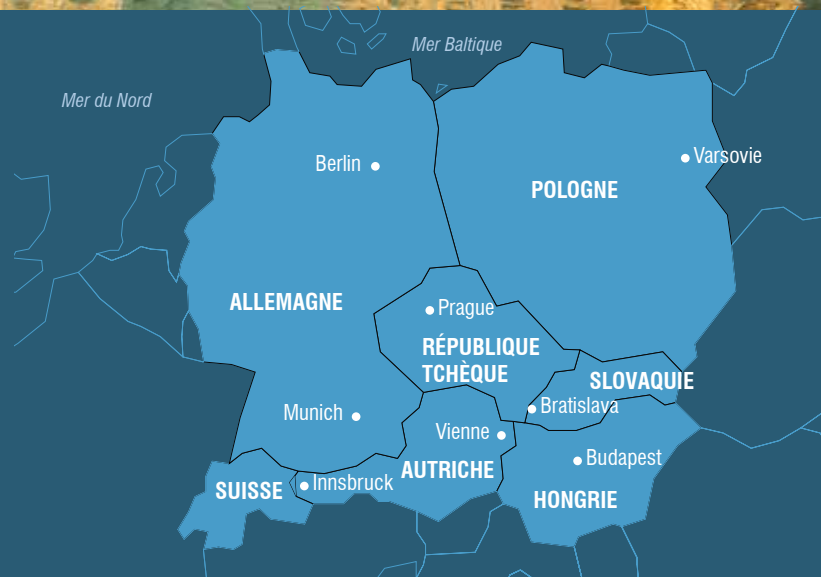 Mer Baltique
Mer du Nord
Varsovie
Berlin
POLOGNE
ALLEMAGNE
Prague
RÉPUBLIQUE
TCHÈQUE
SLOVAQUIE
Munich
Bratislava
Vienne
Budapest
AUTRICHE
SUISSE
Innsbruck
HONGRIE